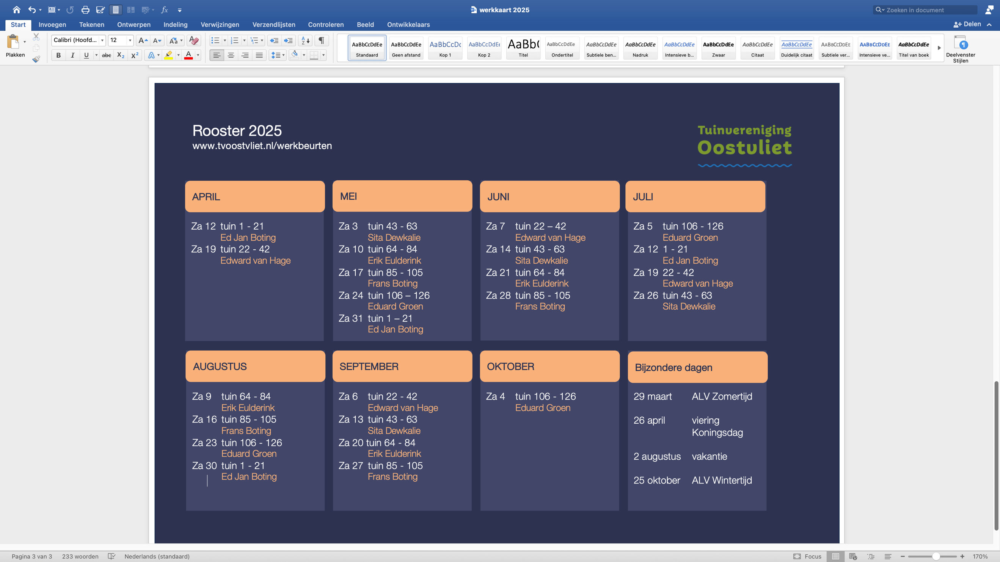 werkkaart 2025
Zoeken in document
Start Invoegen Tekenen Ontwerpen Indeling Verwijzingen Verzendlijsten Controleren Beeld Ontwikkelaars
Delen
Plakken
Calibri (Hoofd... 12
AaBbCcDdEe AaBbCcDdEe AaBbCcDc AaBbCcDdEe AaBb( AaBbCcDdEe AaBbCcDdEe AaBbCcDdEe AaBbCcDdEe AaBbCcDdEe AaBbCcDdEe AaBbCcDdEe AaBbCcDdEe AaBbCcDdEe AaBbCcDdEe
Standaard Geen afstand Kop 1 Kop 2 Titel Ondertitel Subtiele ben... Nadruk Intensieve b... Zwaar Citaat Duidelijk citaat Subtiele ver... Intensieve ve... Titel van boek
Deelvenster
Stijlen
Rooster 2025
www.tvoostvliet.nl/werkbeurten
Tuinvereniging
Oostvliet
APRIL
Za 12 tuin 1 - 21
Ed Jan Boting
Za 19 tuin 22 - 42
Edward van Hage
MEI
Za 3 tuin 43 - 63
Sita Dewkalie
Za 10 tuin 64 - 84
Erik Eulderink
Za 17 tuin 85 - 105
Frans Boting
Za 24 tuin 106 – 126
Eduard Groen
Za 31 tuin 1 – 21
Ed Jan Boting
JUNI
Za 7 tuin 22 – 42
Edward van Hage
Za 14 tuin 43 - 63
Sita Dewkalie
Za 21 tuin 64 - 84
Erik Eulderink
Za 28 tuin 85 - 105
Frans Boting
JULI
Za 5 tuin 106 - 126
Eduard Groen
Za 12 1 - 21
Ed Jan Boting
Za 19 22 - 42
Edward van Hage
Za 26 tuin 43 - 63
Sita Dewkalie
AUGUSTUS
Za 9 tuin 64 - 84
Erik Eulderink
Za 16 tuin 85 - 105
Frans Boting
Za 23 tuin 106 - 126
Eduard Groen
Za 30 tuin 1 - 21
Ed Jan Boting
SEPTEMBER
Za 6 tuin 22 - 42
Edward van Hage
Za 13 tuin 43 - 63
Sita Dewkalie
Za 20 tuin 64 - 84
Erik Eulderink
Za 27 tuin 85 - 105
Frans Boting
OKTOBER
Za 4 tuin 106 - 126
Eduard Groen
Bijzondere dagen
29 maart ALV Zomertijd
26 april viering
Koningsdag
2 augustus vakantie
25 oktober ALV Wintertijd
Pagina 3 van 3 233 woorden Nederlands (standaard)
Focus 170%